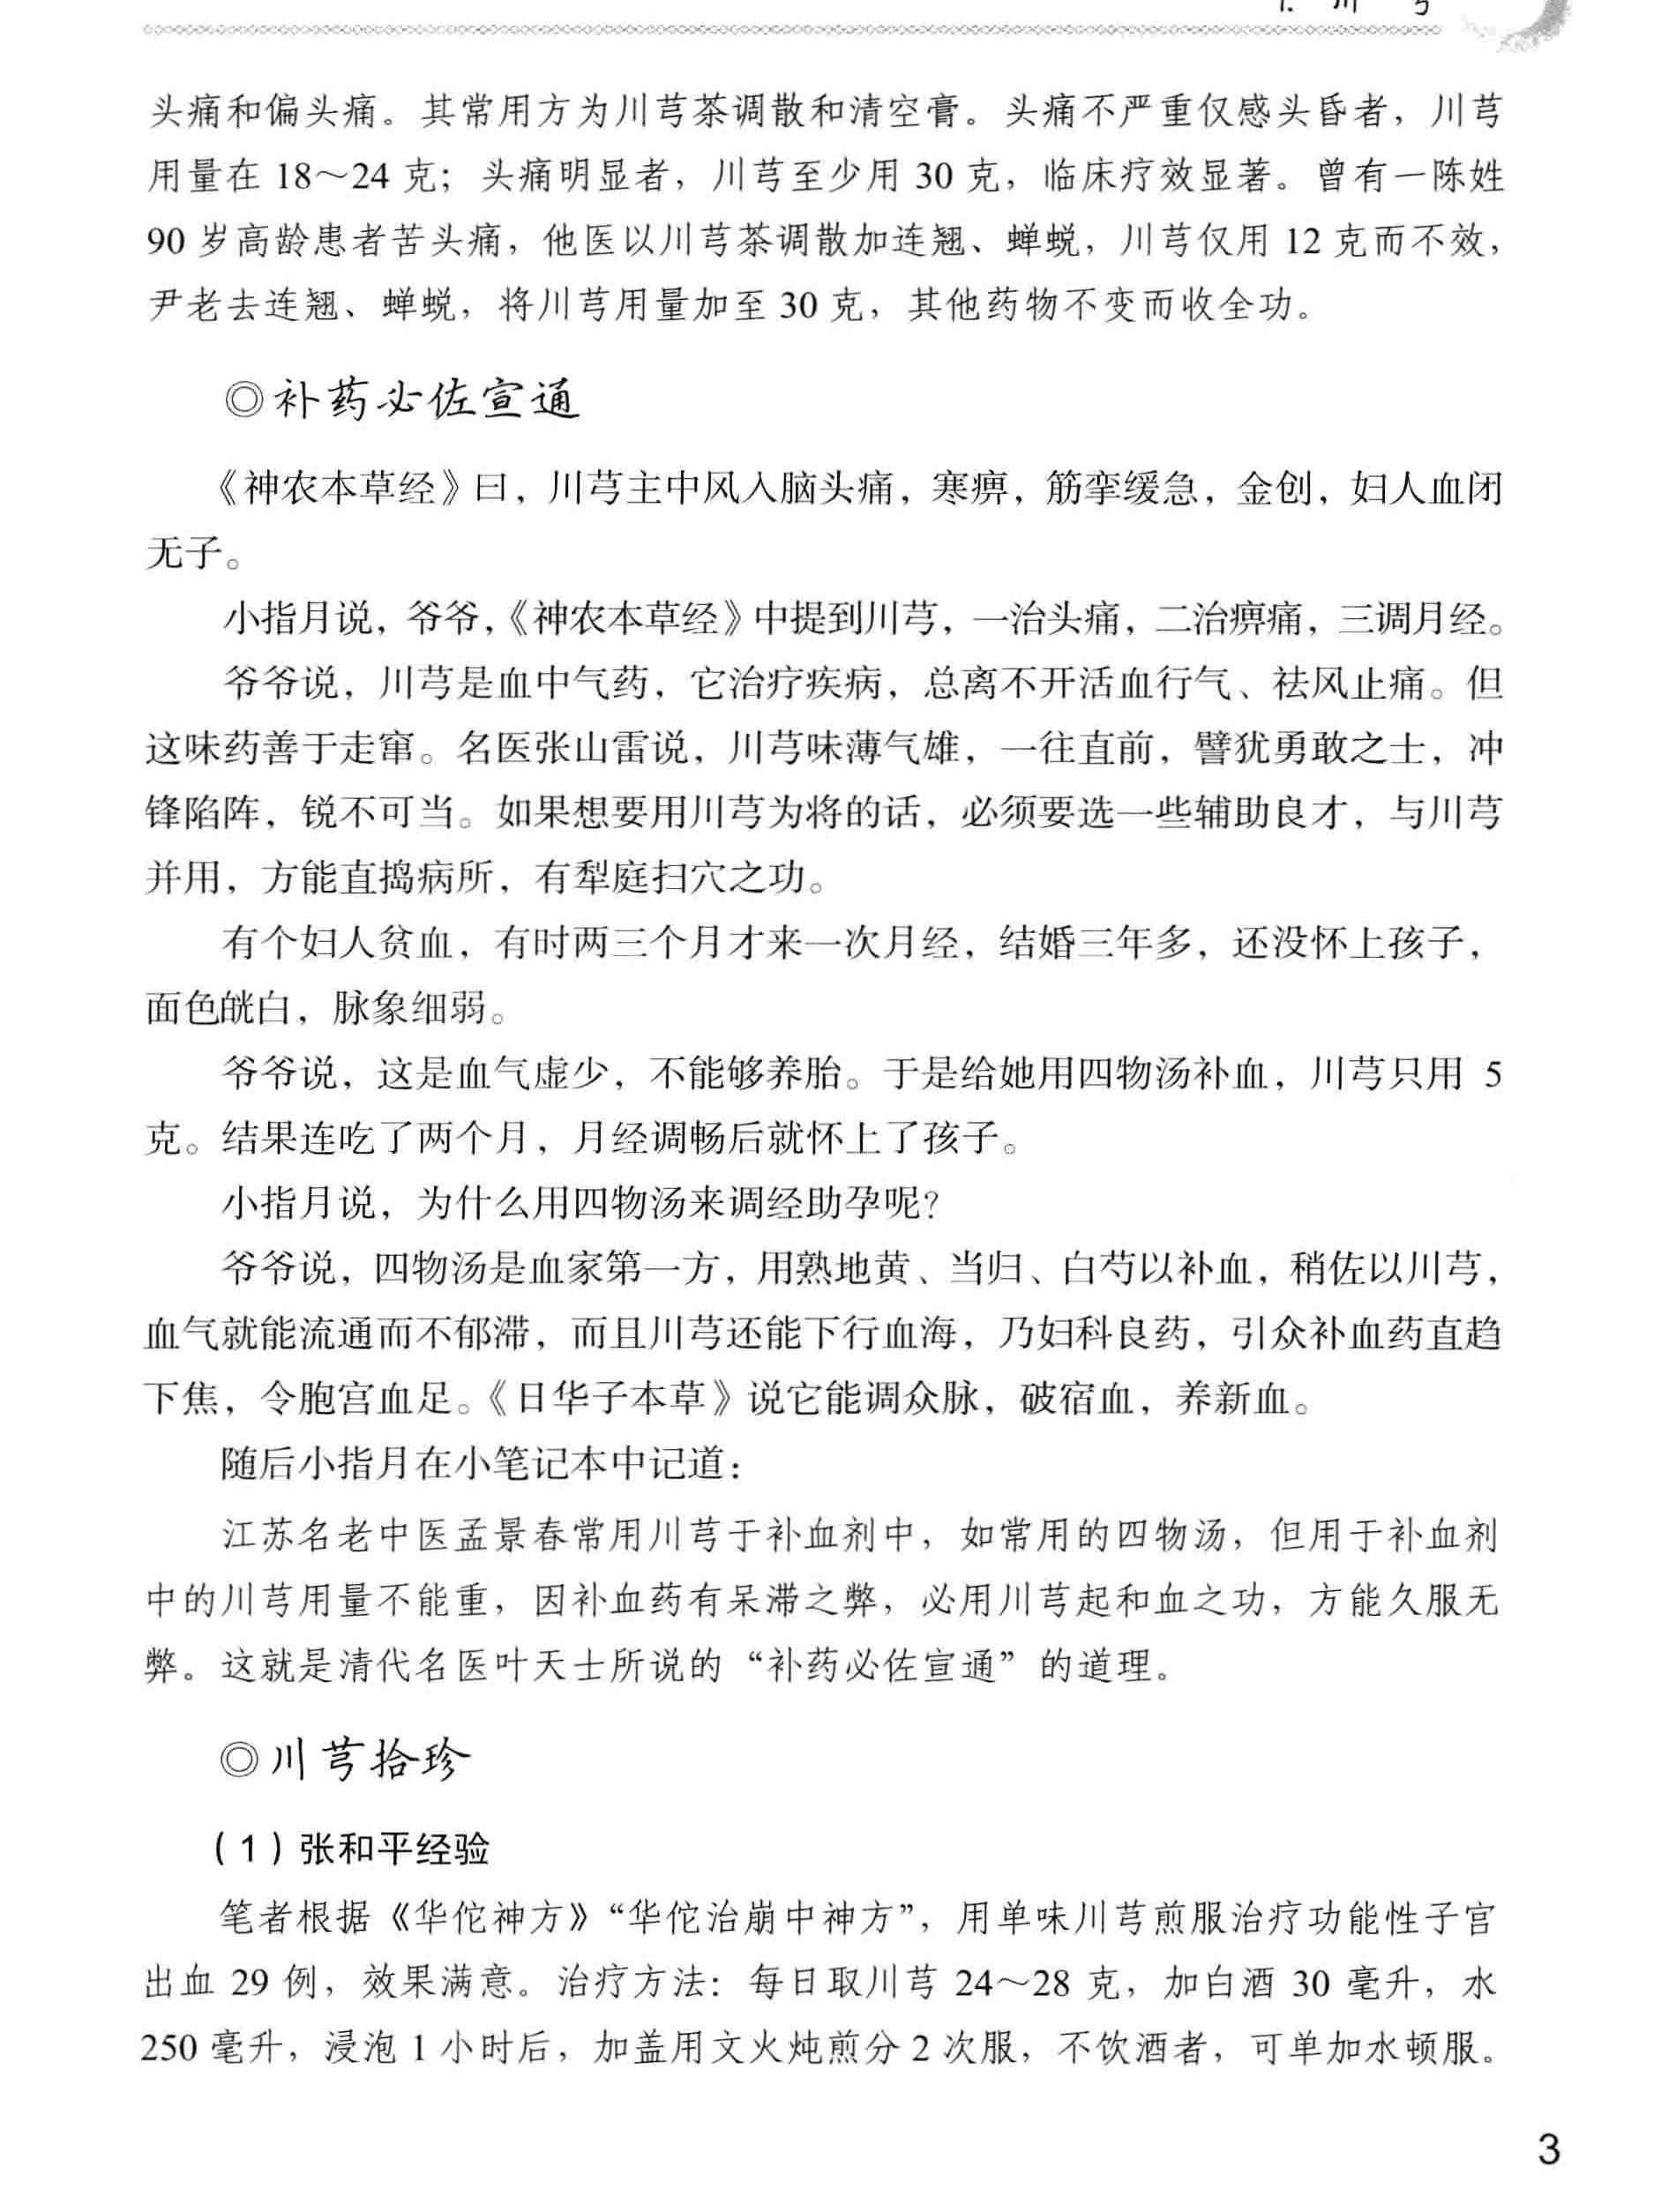 头痛和偏头痛。其常用方为川芎茶调散和清空膏。头痛不严重仅感头昏者，川芎
用量在 18～24 克；头痛明显者，川芎至少用 30 克，临床疗效显著。曾有一陈姓
90 岁高龄患者苦头痛，他医以川芎茶调散加连翘、蝉蜕，川芎仅用 12 克而不效，
尹老去连翘、蝉蜕，将川芎用量加至 30 克，其他药物不变而收全功。
◎补药必佐宣通
《神农本草经》曰，川芎主中风入脑头痛，寒痹，筋挛缓急，金创，妇人血闭
无子。
小指月说，爷爷，《神农本草经》中提到川芎，一治头痛，二治痹痛，三调月经。
爷爷说，川芎是血中气药，它治疗疾病，总离不开活血行气、祛风止痛。但
这味药善于走窜。名医张山雷说，川芎味薄气雄，一往直前，譬犹勇敢之士，冲
锋陷阵，锐不可当。如果想要用川芎为将的话，必须要选一些辅助良才，与川芎
并用，方能直捣病所，有犁庭扫穴之功。
有个妇人贫血，有时两三个月才来一次月经，结婚三年多，还没怀上孩子，
面色㿠白，脉象细弱。
爷爷说，这是血气虚少，不能够养胎。于是给她用四物汤补血，川芎只用 5
克。结果连吃了两个月，月经调畅后就怀上了孩子。
小指月说，为什么用四物汤来调经助孕呢？
爷爷说，四物汤是血家第一方，用熟地黄、当归、白芍以补血，稍佐以川芎，
血气就能流通而不郁滞，而且川芎还能下行血海，乃妇科良药，引众补血药直趋
下焦，令胞宫血足。《日华子本草》说它能调众脉，破宿血，养新血。
随后小指月在小笔记本中记道：
江苏名老中医孟景春常用川芎于补血剂中，如常用的四物汤，但用于补血剂
中的川芎用量不能重，因补血药有呆滞之弊，必用川芎起和血之功，方能久服无
弊。这就是清代名医叶天士所说的“补药必佐宣通”的道理。
◎川芎拾珍
（1）张和平经验
笔者根据《华佗神方》“华佗治崩中神方”，用单味川芎煎服治疗功能性子宫
出血 29 例，效果满意。治疗方法：每日取川芎 24～28 克，加白酒 30 毫升，水
250 毫升，浸泡 1 小时后，加盖用文火炖煎分 2 次服，不饮酒者，可单加水顿服。
3